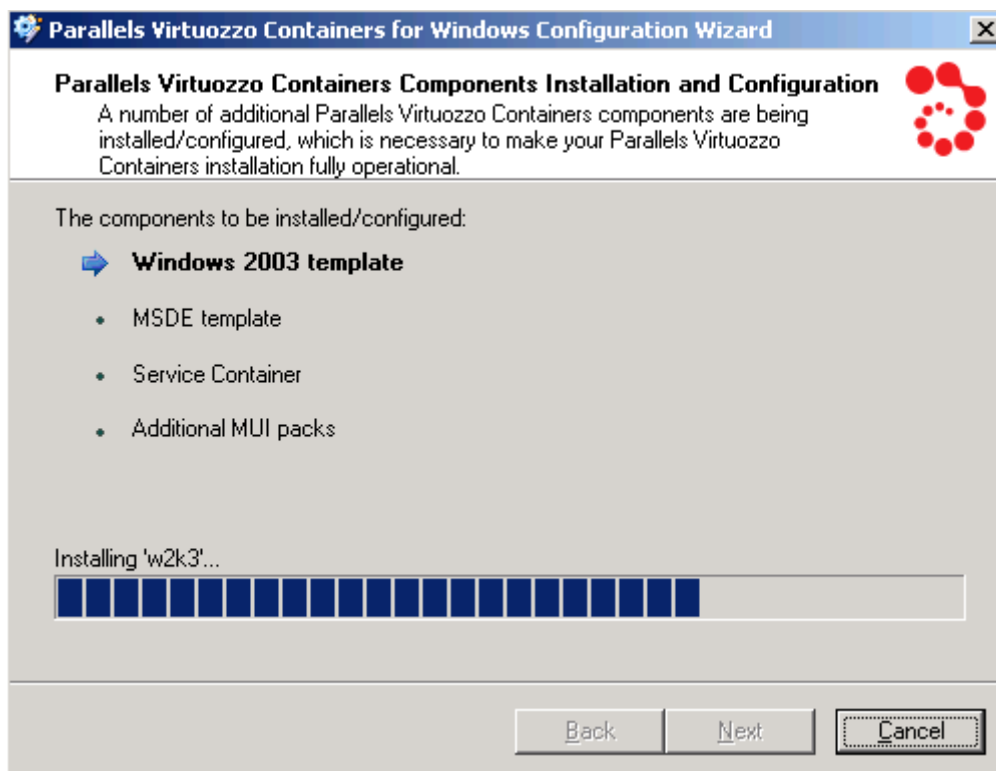 Parallels Virtuozzo Containers for Windows Configuration Wizard
Parallels Virtuozzo Containers Components Installation and Configuration
A number of additional Parallels Virtuozzo Containers components are being
installed/configured, which is necessary to make your Parallels Virtuozzo
Containers installation fully operational.
The components to be installed/configured:
Windows 2003 template
MSDE template
Service Container
Additional MUI packs
Installing 'w2k3'...
Back
Next
Cancel